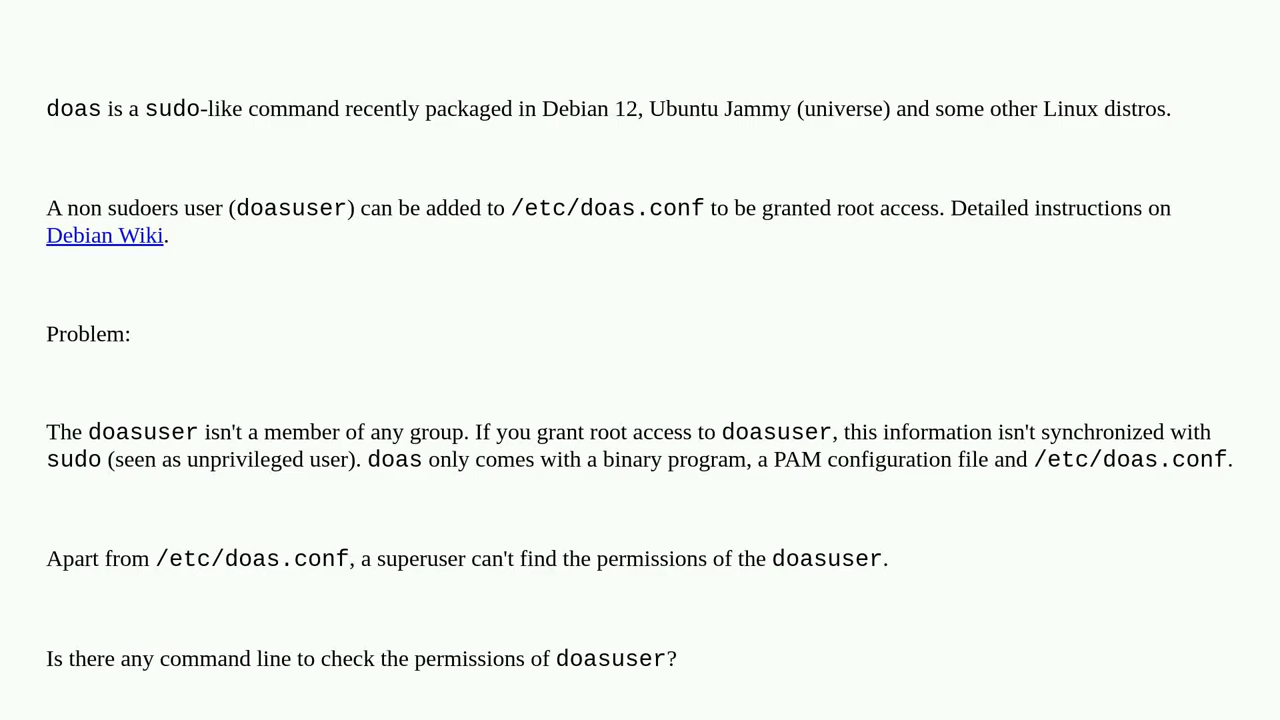 doas is a sudo-like command recently packaged in Debian 12, Ubuntu Jammy (universe) and some other Linux distros.
A non sudoers user (doasuser) can be added to /etc/doas.conf to be granted root access. Detailed instructions on
Debian Wiki.
Problem:
The doasuser isn't a member of any group. If you grant root access to doasuser, this information isn't synchronized with
sudo (seen as unprivileged user). doas only comes with a binary program, a PAM configuration file and /etc/doas.conf.
Apart from /etc/doas.conf, a superuser can't find the permissions of the doasuser.
Is there any command line to check the permissions of doasuser?